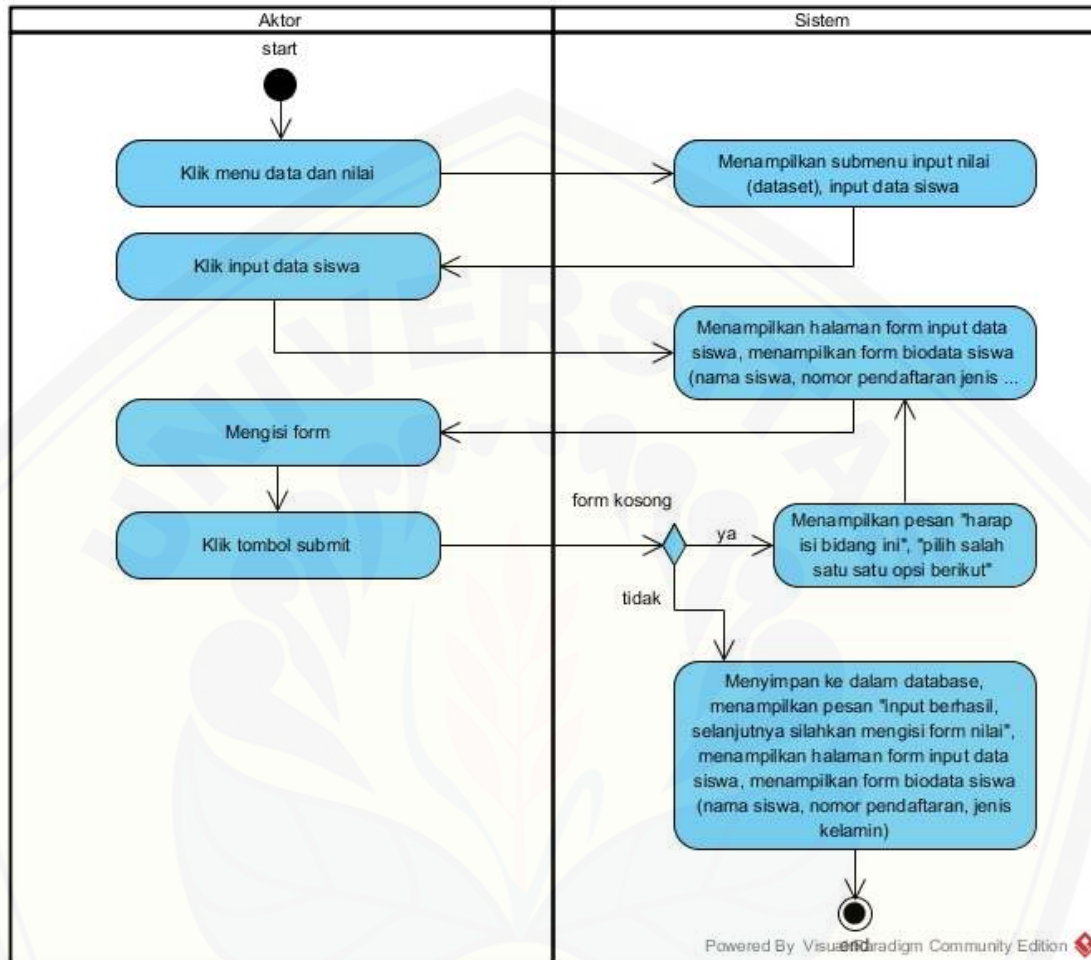 Aktor
Sistem
start
Klik menu data dan nilai
Menampilkan submenu input nilai
(dataset), input data siswa
Klik input data siswa
Menampilkan halaman form input data
siswa, menampilkan form biodata siswa
(nama siswa, nomor pendaftaran jenis ...
Mengisi form
form kosong
Klik tombol submit
ya
Menampilkan pesan "harap
isi bidang ini", "pilih salah
satu satu opsi berikut"
tidak
Menyimpan ke dalam database,
menampilkan pesan "input berhasil,
selanjutnya silahkan mengisi form nilai",
menampilkan halaman form input data
siswa, menampilkan form biodata siswa
(nama siswa, nomor pendaftaran, jenis
kelamin)
end
Powered By Visual Paradigm Community Edition
UNIVERSITA